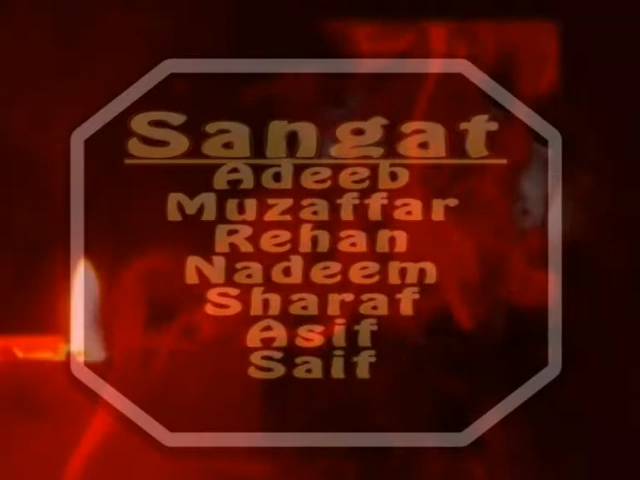 Sangat
Adeeb
Muzaffar
Rehan
Nadeem
Sharaf
Asif
Saif